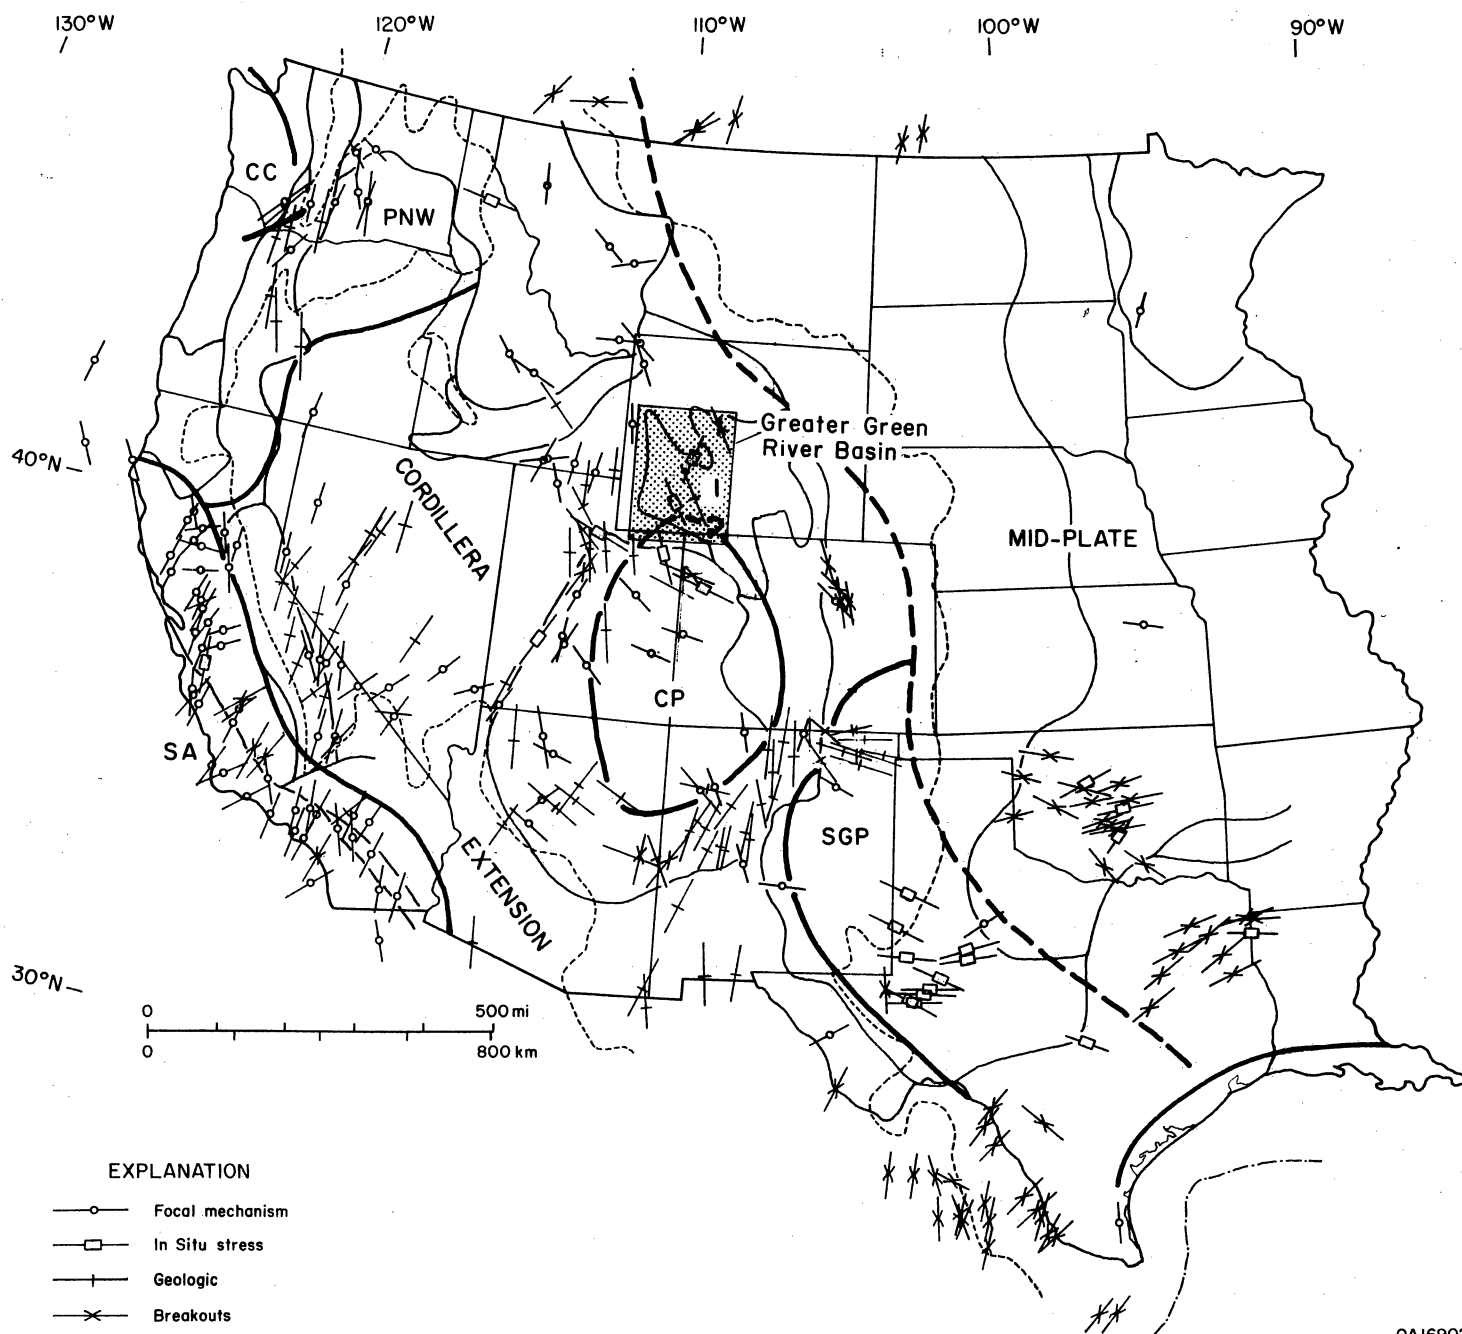 130°W
120°W
110°W
100°W
90°W
CC
PNW
Greater Green
River Basin
40°N
CORDILLERA
MID-PLATE
CP
SA
SGP
EXTENSION
30°N
0
500 mi
0
800 km
EXPLANATION
Focal mechanism
In Situ stress
Geologic
Breakouts